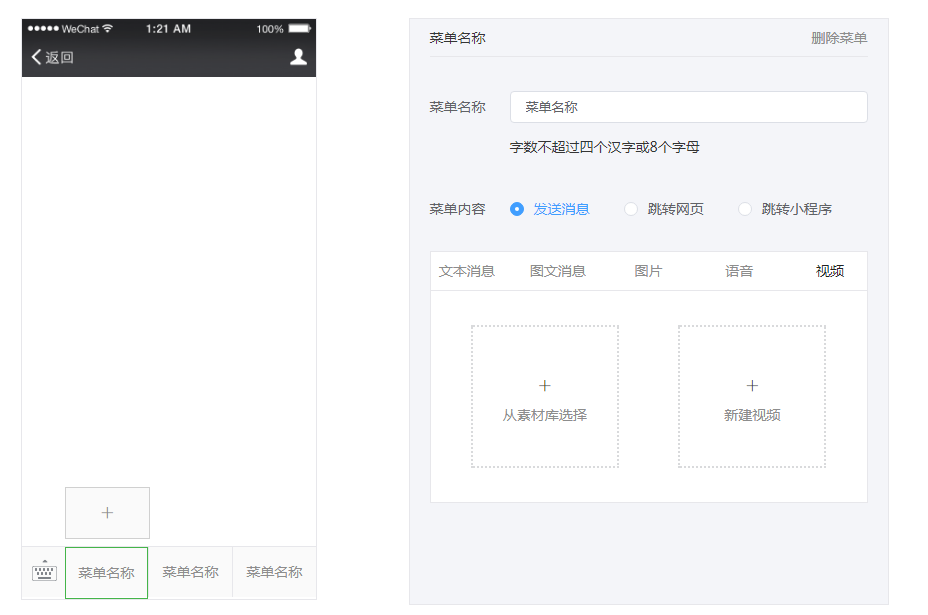 WeChat 1:21 AM 100%
返回
菜单名称 菜单名称 菜单名称
菜单名称 删除菜单
菜单名称 菜单名称
字数不超过四个汉字或8个字母
菜单内容 发送消息 跳转网页 跳转小程序
文本消息 图文消息 图片 语音 视频
从素材库选择 新建视频